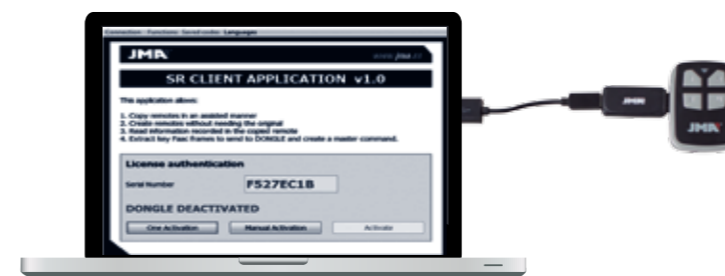 Connection Functions Saved codes Languages
JMA
www.jma.es
SR CLIENT APPLICATION v1.0
This application allows:
1. Copy remotes in an assisted manner
2. Create remotes without needing the original
3. Read information recorded in the copied remote
4. Extract key Faac frames to send to DONGLE and create a master command.
License authentication
Serial Number F527EC1B
DONGLE DEACTIVATED
One Activation Manual Activation Activate
JMA
JMA